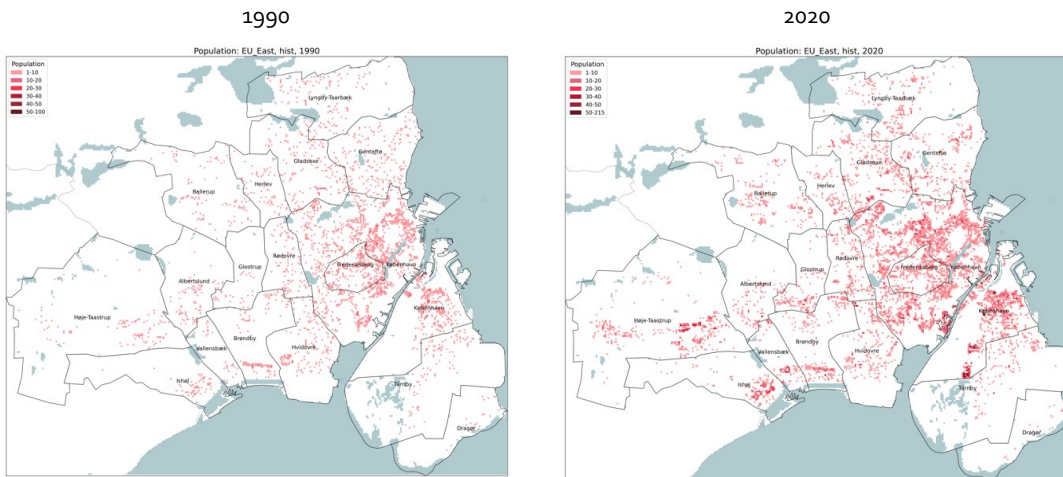 1990
Population: EU_East, hist, 1990
Population
1-10
10-20
20-30
30-40
40-50
50-100
Lyngby-Taarbæk
Gladsaxe
Gentofte
Ballerup
Herlev
Rødovre
Frederiksberg
København
Glostrup
Albertslund
København
Høje-Taastrup
Brøndby
Hvidovre
Vallensbæk
Ishøj
Tårnby
Dragør
2020
Population: EU_East, hist, 2020
Population
1-10
10-20
20-30
30-40
40-50
50-215
Lyngby-Taarbæk
Gladsaxe
Gentofte
Ballerup
Herlev
Rødovre
Frederiksberg
København
Glostrup
Albertslund
København
Høje-Taastrup
Brøndby
Hvidovre
Vallensbæk
Ishøj
Tårnby
Dragør